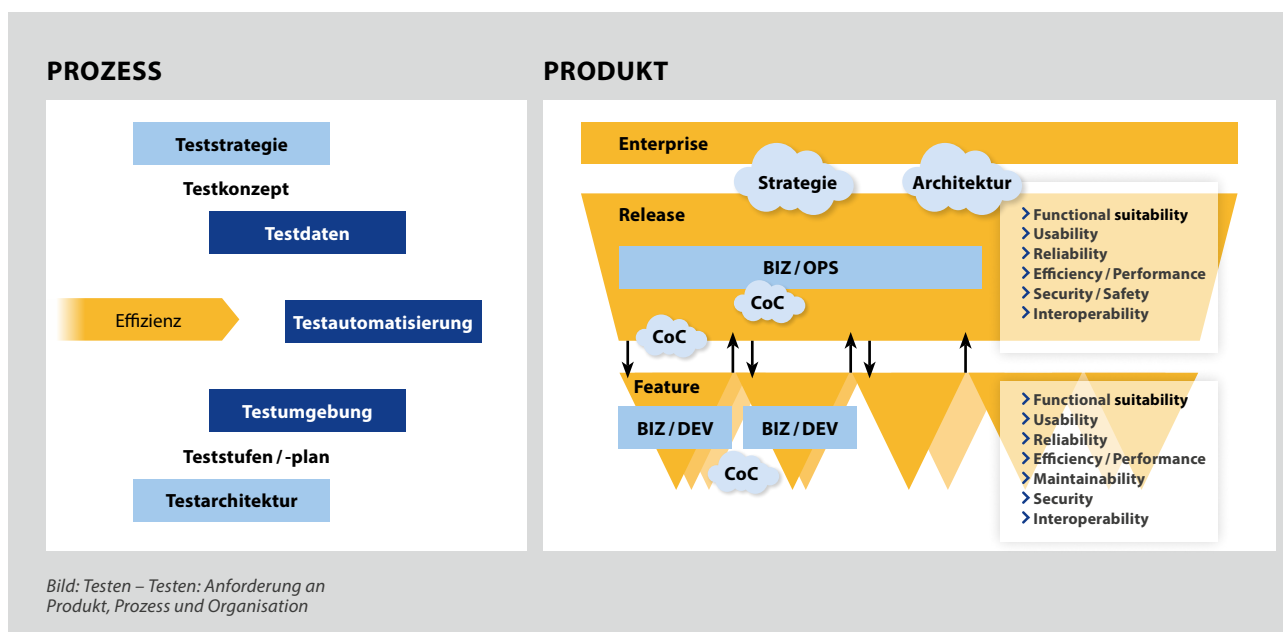 PROZESS
Teststrategie
Testkonzept
Testdaten
Effizienz
Testautomatisierung
Testumgebung
Teststufen / -plan
Testarchitektur
PRODUKT
Enterprise
Strategie
Architektur
Release
BIZ / OPS
CoC
CoC
Functional suitability
Usability
Reliability
Efficiency / Performance
Security / Safety
Interoperability
Feature
BIZ / DEV
BIZ / DEV
CoC
Functional suitability
Usability
Reliability
Efficiency / Performance
Maintainability
Security
Interoperability
Bild: Testen – Testen: Anforderung an
Produkt, Prozess und Organisation